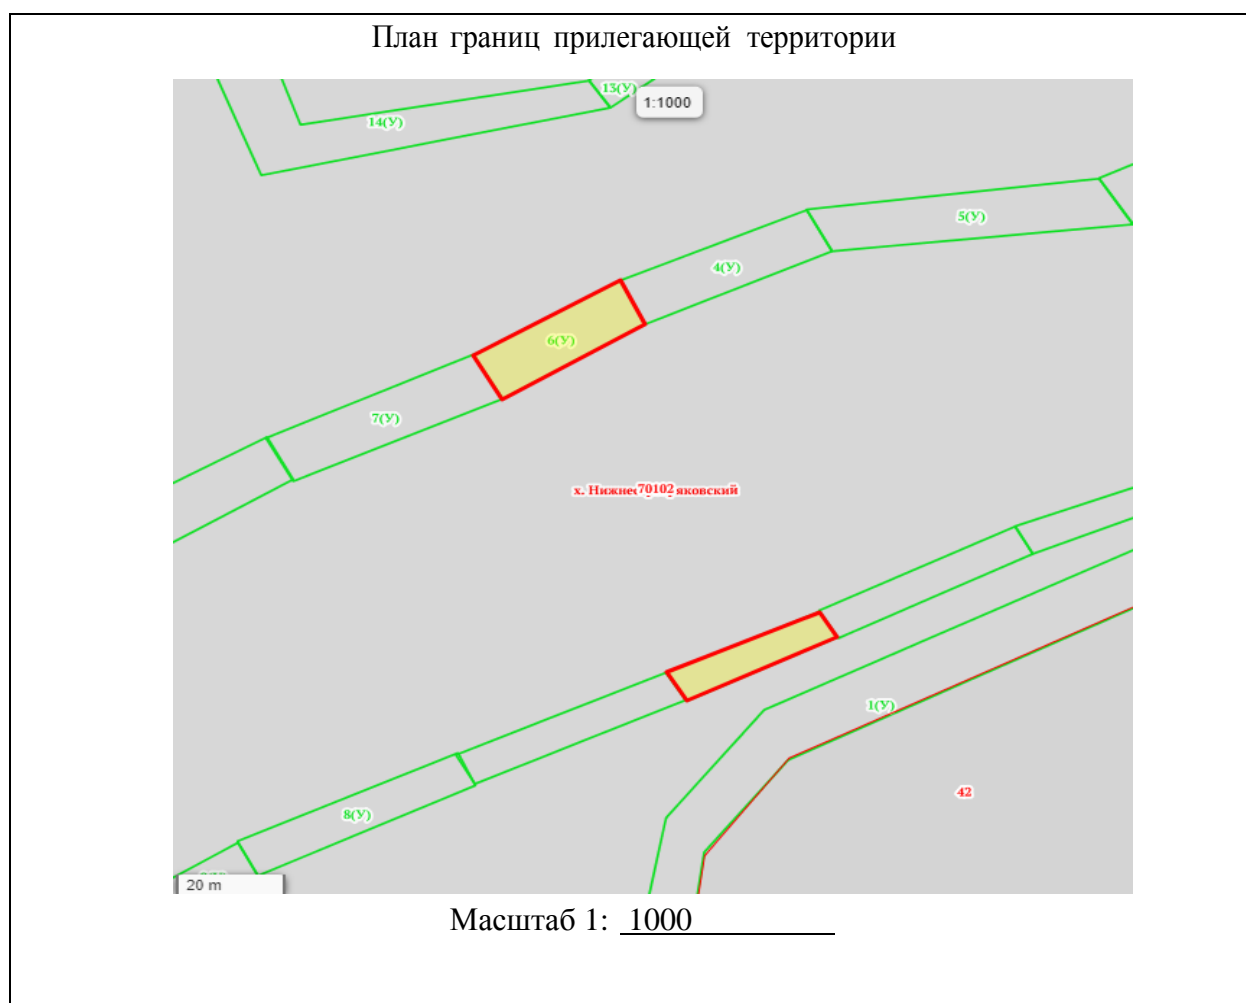 План границ прилегающей территории
13(У)
1:1000
14(У)
5(У)
4(У)
6(У)
7(У)
х.
70102
1(У)
42
8(У)
20 m
Масштаб 1: 1000